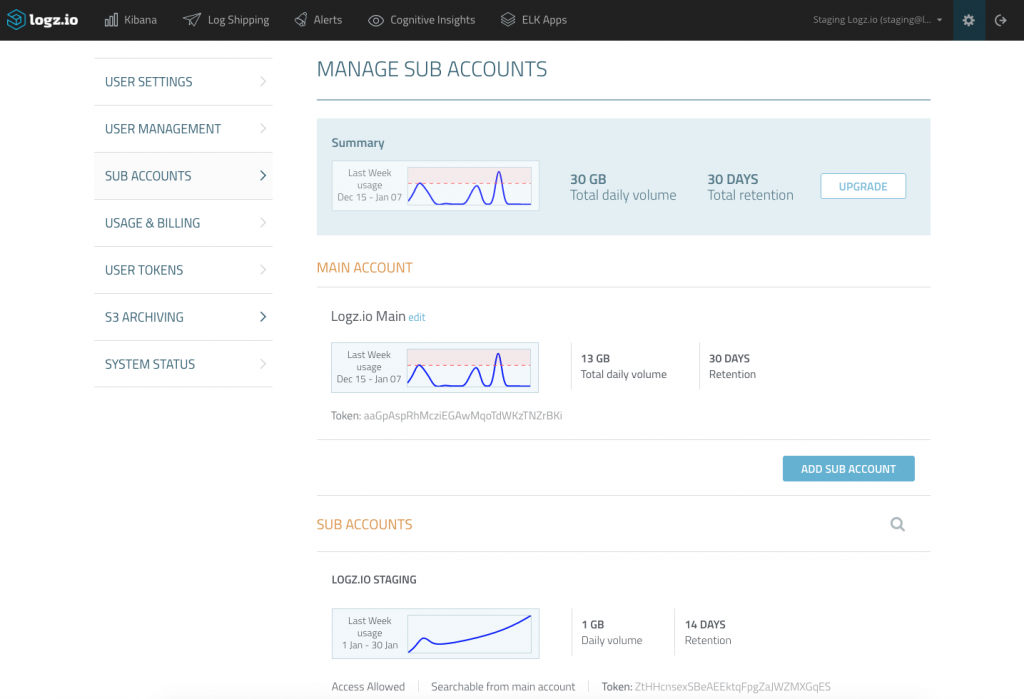 logz.io Kibana Log Shipping Alerts Cognitive Insights ELK Apps Staging Logz.io (staging@l...
USER SETTINGS
USER MANAGEMENT
SUB ACCOUNTS
USAGE & BILLING
USER TOKENS
S3 ARCHIVING
SYSTEM STATUS
MANAGE SUB ACCOUNTS
Summary
Last Week
usage
Dec 15 - Jan 07
30 GB
Total daily volume
30 DAYS
Total retention
UPGRADE
MAIN ACCOUNT
Logz.io Main edit
Last Week
usage
Dec 15 - Jan 07
13 GB
Total daily volume
30 DAYS
Retention
Token: aaGpAspRhMcziEGAwMqoTdWKzTNZrBKi
ADD SUB ACCOUNT
SUB ACCOUNTS
LOGZ.IO STAGING
Last Week
usage
1 Jan - 30 Jan
1 GB
Daily volume
14 DAYS
Retention
Access Allowed Searchable from main account Token: ZtHHcnsexSBeAEEktqFpgZaJWZMXGqES